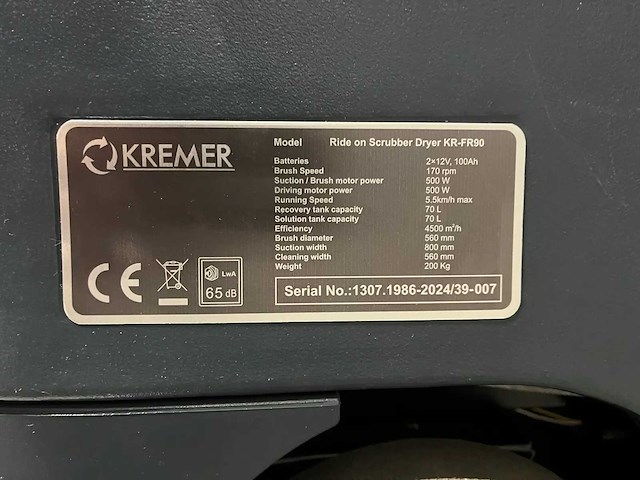 KREMER
Model Ride on Scrubber Dryer KR-FR90
Batteries 2×12V, 100Ah
Brush Speed 170 rpm
Suction / Brush motor power 500 W
Driving motor power 500 W
Running Speed 5.5km/h max
Recovery tank capacity 70 L
Solution tank capacity 70 L
Efficiency 4500 m²/h
Brush diameter 560 mm
Suction width 800 mm
Cleaning width 560 mm
Weight 200 Kg
CE
LwA
65 dB
Serial No.:1307.1986-2024/39-007